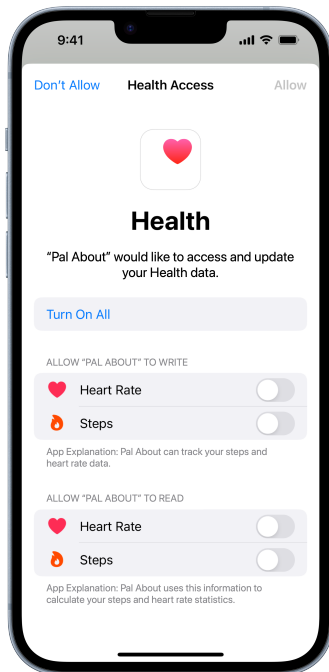 9:41
Don’t Allow Health Access Allow
Health
“Pal About” would like to access and update
your Health data.
Turn On All
ALLOW “PAL ABOUT” TO WRITE
Heart Rate
Steps
App Explanation: Pal About can track your steps and
heart rate data.
ALLOW “PAL ABOUT” TO READ
Heart Rate
Steps
App Explanation: Pal About uses this information to
calculate your steps and heart rate statistics.